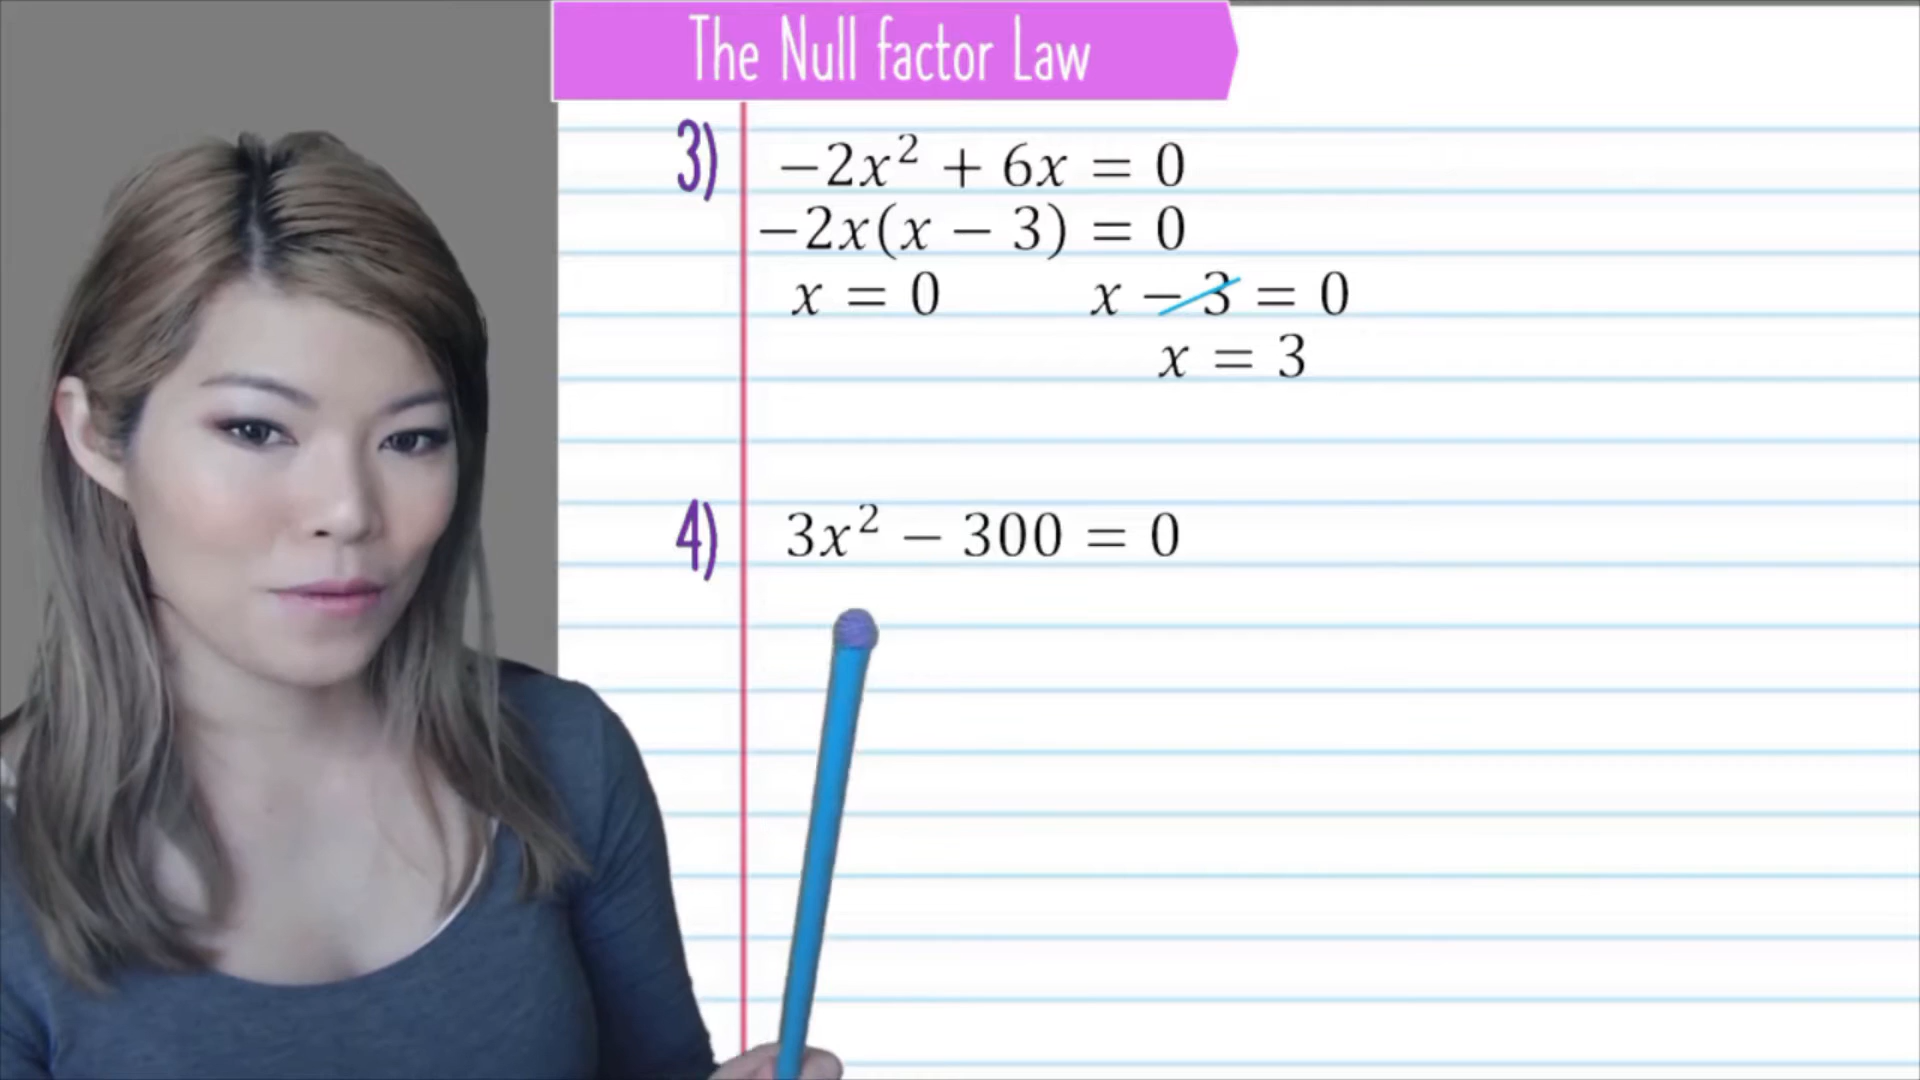 The Null factor Law
3) −2x² + 6x = 0
−2x(x − 3) = 0
x = 0 x − 3 = 0
x = 3
4) 3x² − 300 = 0